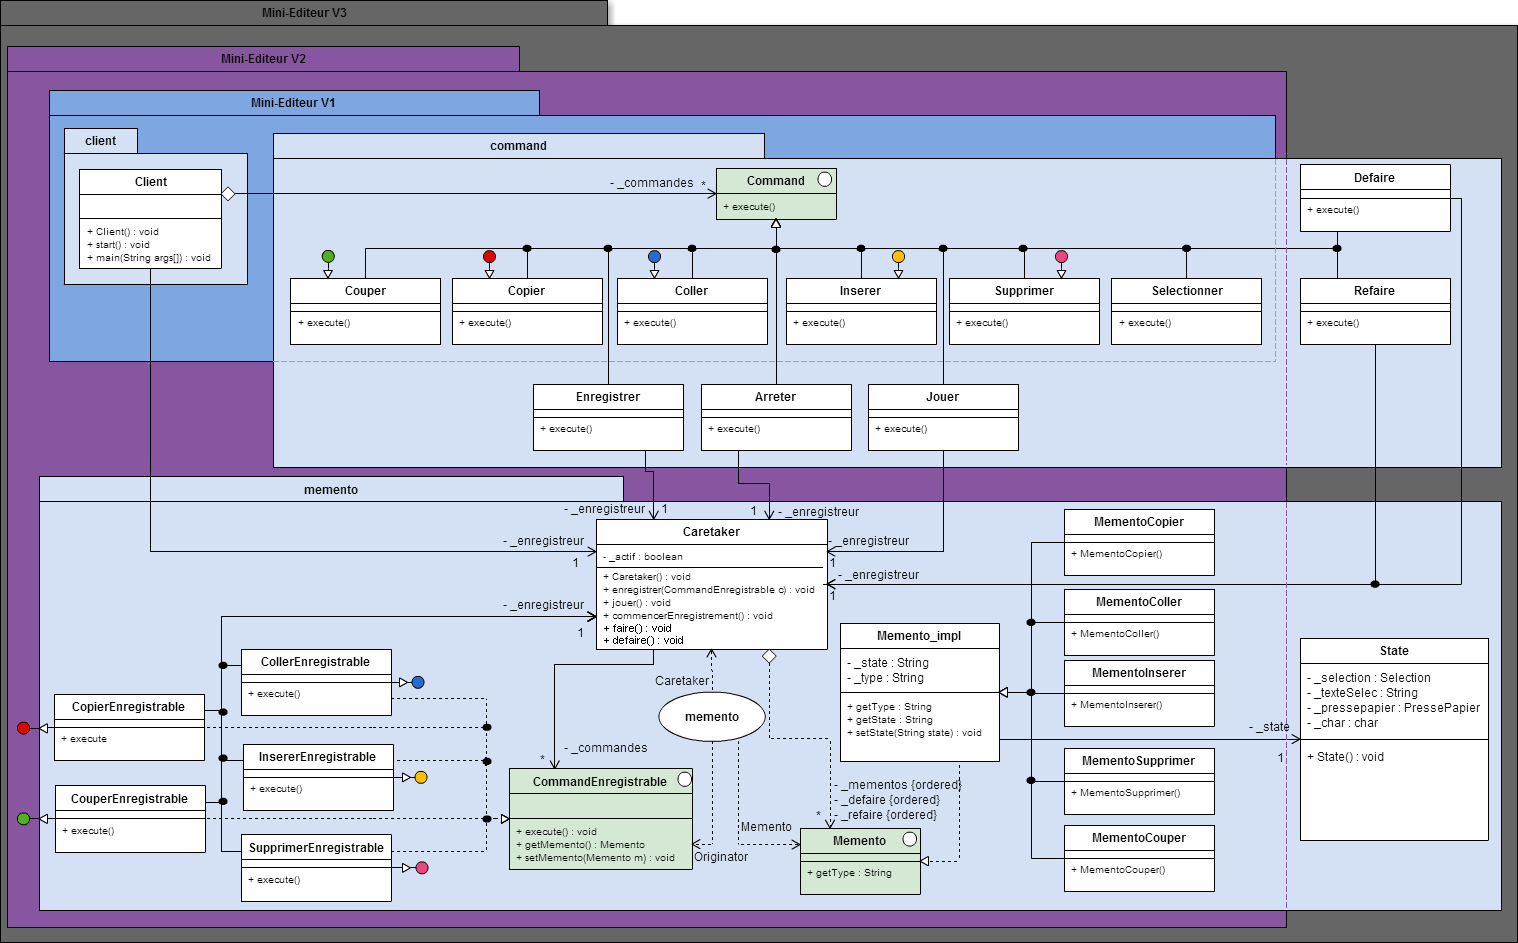 Mini-Editeur V3
Mini-Editeur V2
Mini-Editeur V1
client
command
Client
+ Client() : void
+ start() : void
+ main(String args[]) : void
- _commandes
*
Command
+ execute()
Defaire
+ execute()
Couper
+ execute()
Copier
+ execute()
Coller
+ execute()
Inserer
+ execute()
Supprimer
+ execute()
Selectionner
+ execute()
Refaire
+ execute()
Enregistrer
+ execute()
Arreter
+ execute()
Jouer
+ execute()
memento
- _enregistreur
1
1
- _enregistreur
- _enregistreur
1
- _enregistreur
1
- _enregistreur
1
- _enregistreur
1
Caretaker
- _actif : boolean
+ Caretaker() : void
+ enregistrer(CommandEnregistrable c) : void
+ jouer() : void
+ commencerEnregistrement() : void
+ faire() : void
+ defaire() : void
MementoCopier
+ MementoCopier()
MementoColler
+ MementoColler()
MementoInserer
+ MementoInserer()
MementoSupprimer
+ MementoSupprimer()
MementoCouper
+ MementoCouper()
Memento_impl
- _state : String
- _type : String
+ getType : String
+ getState : String
+ setState(String state) : void
State
- _selection : Selection
- _texteSelec : String
- _pressepapier : PressePapier
- _char : char
+ State() : void
- _state
1
CollerEnregistrable
+ execute()
CopierEnregistrable
+ execute
InsererEnregistrable
+ execute()
CouperEnregistrable
+ execute()
SupprimerEnregistrable
+ execute()
Caretaker
memento
- _commandes
*
CommandEnregistrable
+ execute() : void
+ getMemento() : Memento
+ setMemento(Memento m) : void
Originator
Memento
- _mementos {ordered}
- _defaire {ordered}
- _refaire {ordered}
*
Memento
+ getType : String